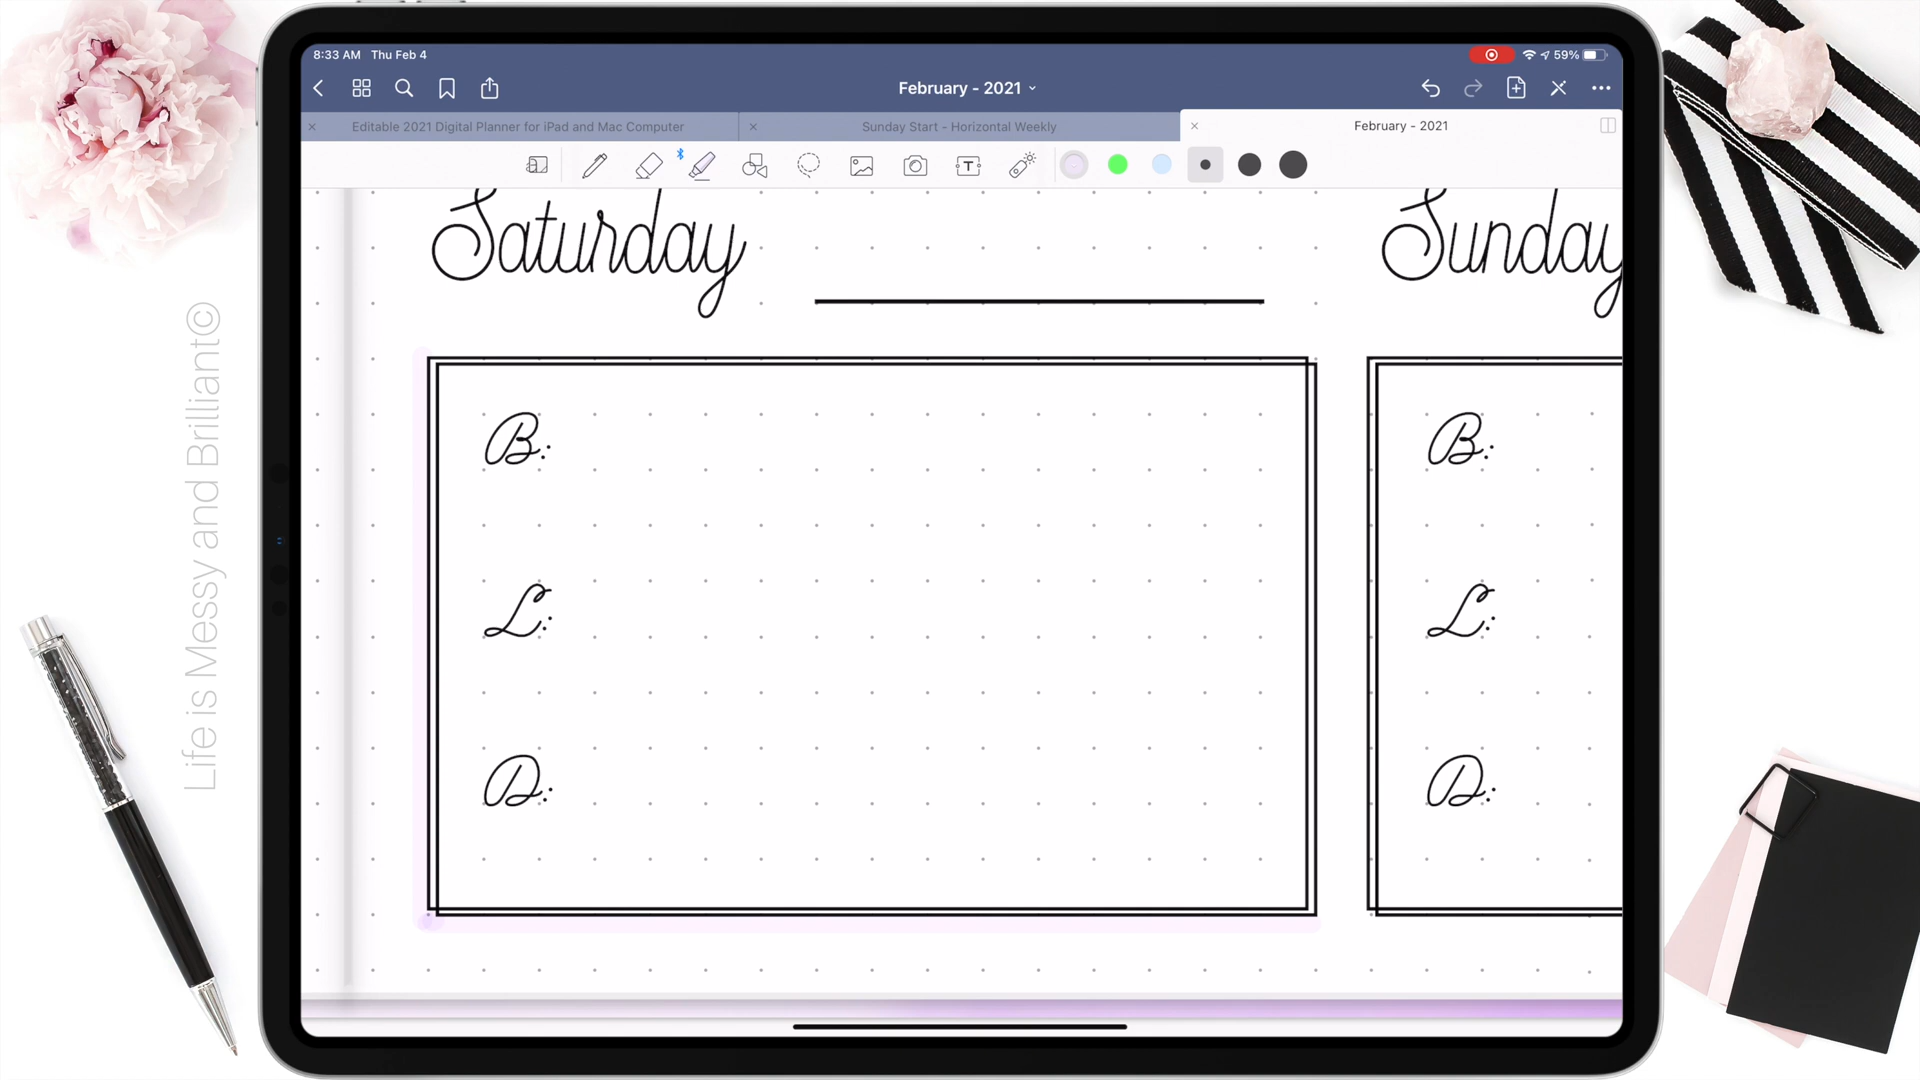 8:33 AM Thu Feb 4
59%
February - 2021
Editable 2021 Digital Planner for iPad and Mac Computer
Sunday Start - Horizontal Weekly
February - 2021
Saturday
Sunday
B:
B:
L:
L:
D:
D:
Life is Messy and Brilliant©